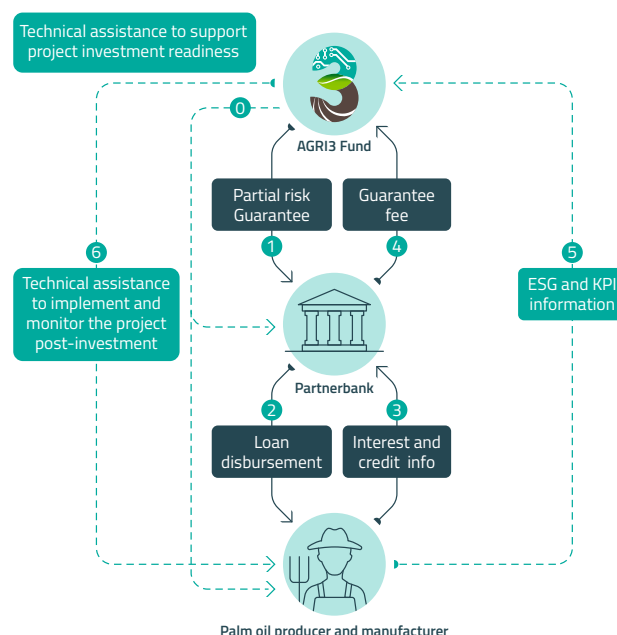 Technical assistance to support
project investment readiness
0
AGRI3 Fund
Partial risk
Guarantee
1
Guarantee
fee
4
6
Technical assistance
to implement and
monitor the project
post-investment
5
ESG and KPI
information
Partnerbank
2
Loan
disbursement
3
Interest and
credit info
Palm oil producer and manufacturer